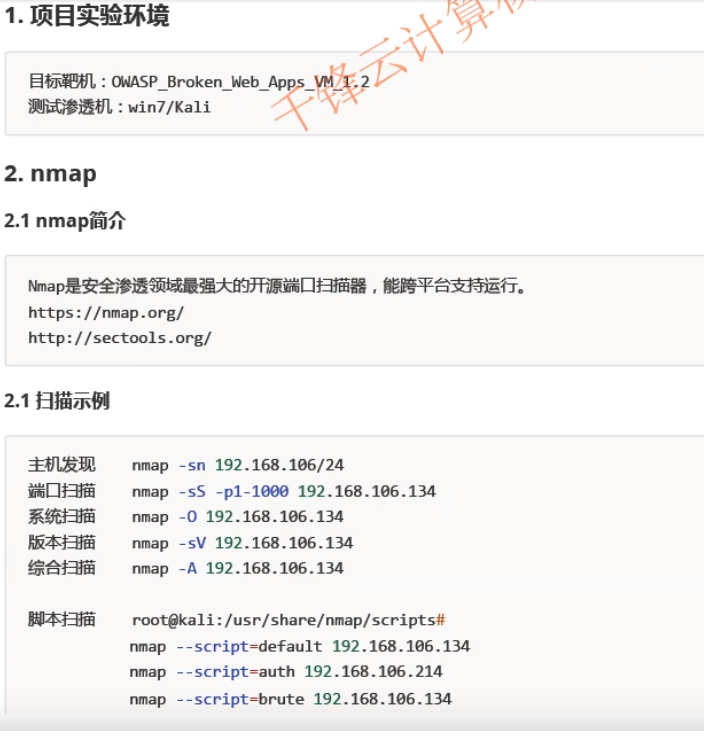 1. 项目实验环境
千锋云计算
目标靶机：OWASP_Broken_Web_Apps_VM_1.2
测试渗透机：win7/Kali
2. nmap
2.1 nmap简介
Nmap是安全渗透领域最强大的开源端口扫描器，能跨平台支持运行。
https://nmap.org/
http://sectools.org/
2.1 扫描示例
主机发现 nmap -sn 192.168.106/24
端口扫描 nmap -sS -p1-1000 192.168.106.134
系统扫描 nmap -O 192.168.106.134
版本扫描 nmap -sV 192.168.106.134
综合扫描 nmap -A 192.168.106.134
脚本扫描 root@kali:/usr/share/nmap/scripts#
nmap --script=default 192.168.106.134
nmap --script=auth 192.168.106.214
nmap --script=brute 192.168.106.134